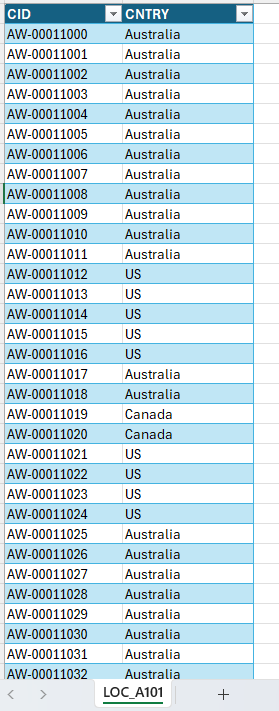 CID CNTRY
AW-00011000 Australia
AW-00011001 Australia
AW-00011002 Australia
AW-00011003 Australia
AW-00011004 Australia
AW-00011005 Australia
AW-00011006 Australia
AW-00011007 Australia
AW-00011008 Australia
AW-00011009 Australia
AW-00011010 Australia
AW-00011011 Australia
AW-00011012 US
AW-00011013 US
AW-00011014 US
AW-00011015 US
AW-00011016 US
AW-00011017 Australia
AW-00011018 Australia
AW-00011019 Canada
AW-00011020 Canada
AW-00011021 US
AW-00011022 US
AW-00011023 US
AW-00011024 US
AW-00011025 Australia
AW-00011026 Australia
AW-00011027 Australia
AW-00011028 Australia
AW-00011029 Australia
AW-00011030 Australia
AW-00011031 Australia
AW-00011032 Australia
LOC_A101